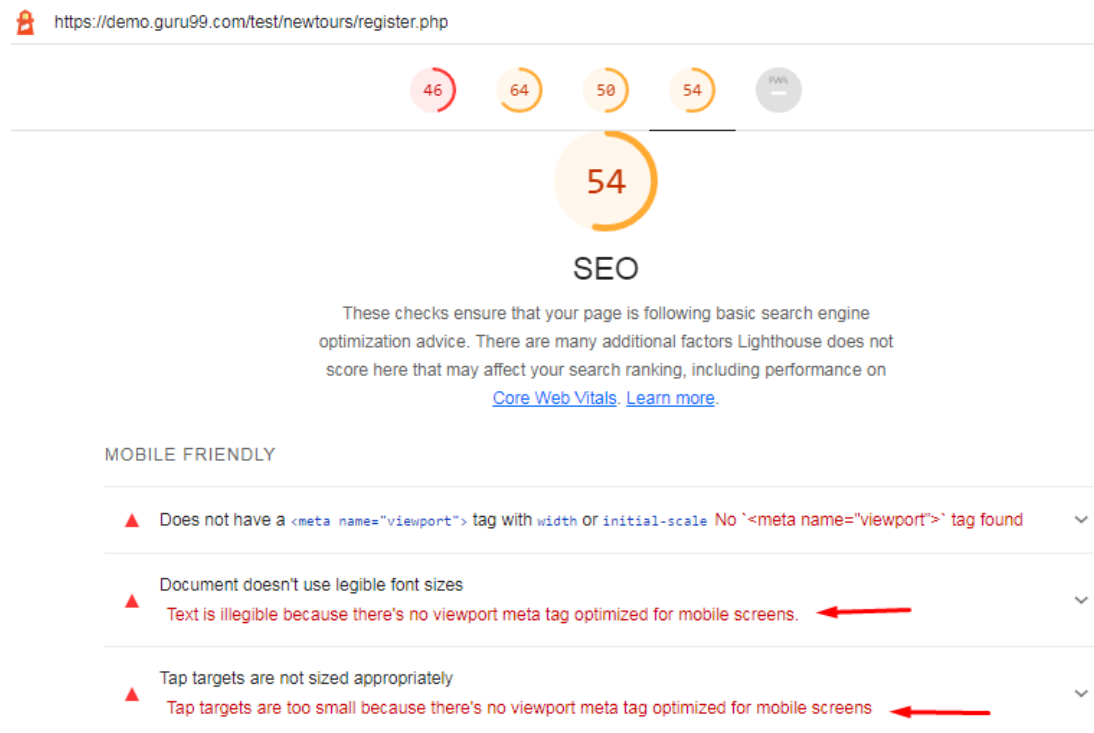 https://demo.guru99.com/test/newtours/register.php
46 64 50 54 PWA
54
SEO
These checks ensure that your page is following basic search engine
optimization advice. There are many additional factors Lighthouse does not
score here that may affect your search ranking, including performance on
Core Web Vitals. Learn more.
MOBILE FRIENDLY
Does not have a <meta name="viewport"> tag with width or initial-scale No `<meta name="viewport">` tag found
Document doesn't use legible font sizes
Text is illegible because there's no viewport meta tag optimized for mobile screens.
Tap targets are not sized appropriately
Tap targets are too small because there's no viewport meta tag optimized for mobile screens